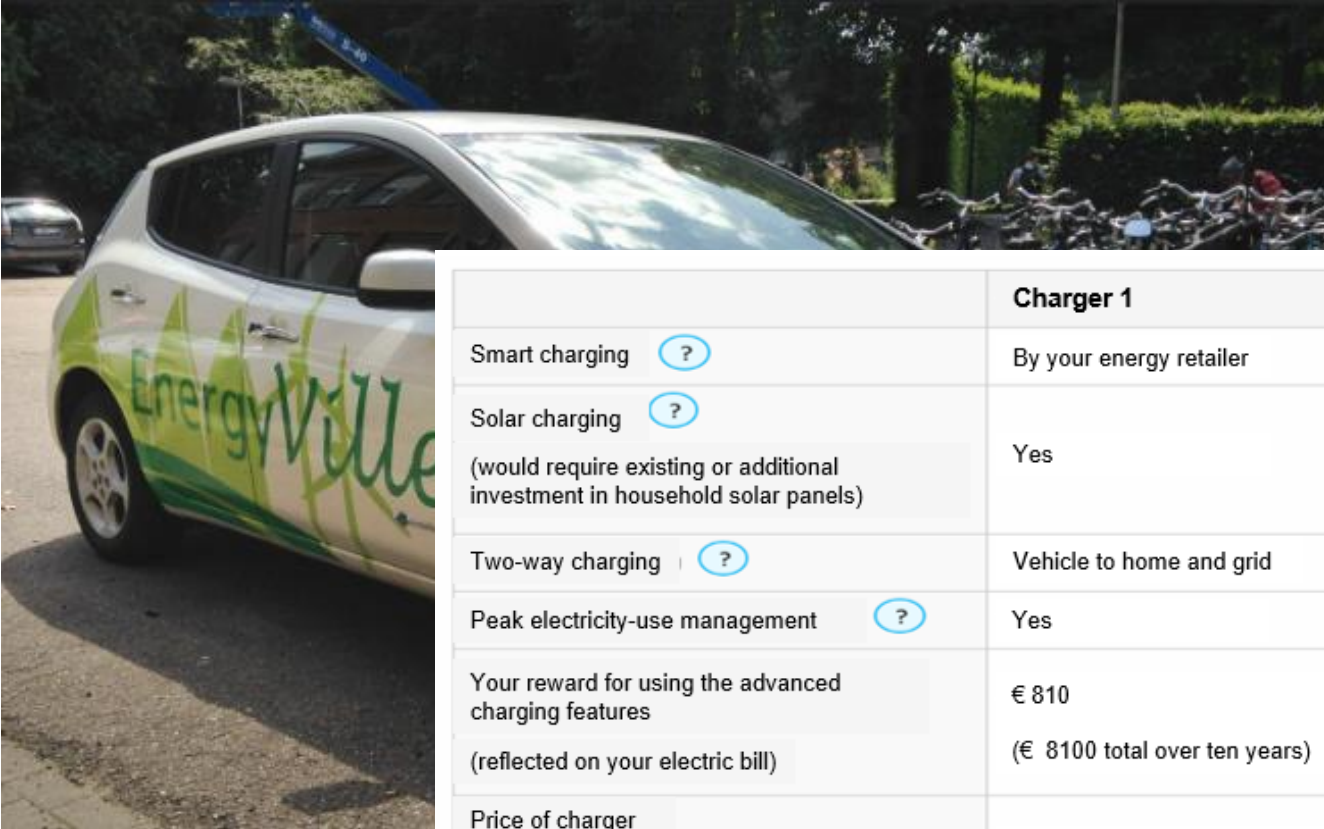 S-60
EnergyVille
Charger 1
Smart charging ?
By your energy retailer
Solar charging ?
(would require existing or additional
investment in household solar panels)
Yes
Two-way charging ?
Vehicle to home and grid
Peak electricity-use management ?
Yes
Your reward for using the advanced
charging features
(reflected on your electric bill)
€ 810
(€ 8100 total over ten years)
Price of charger